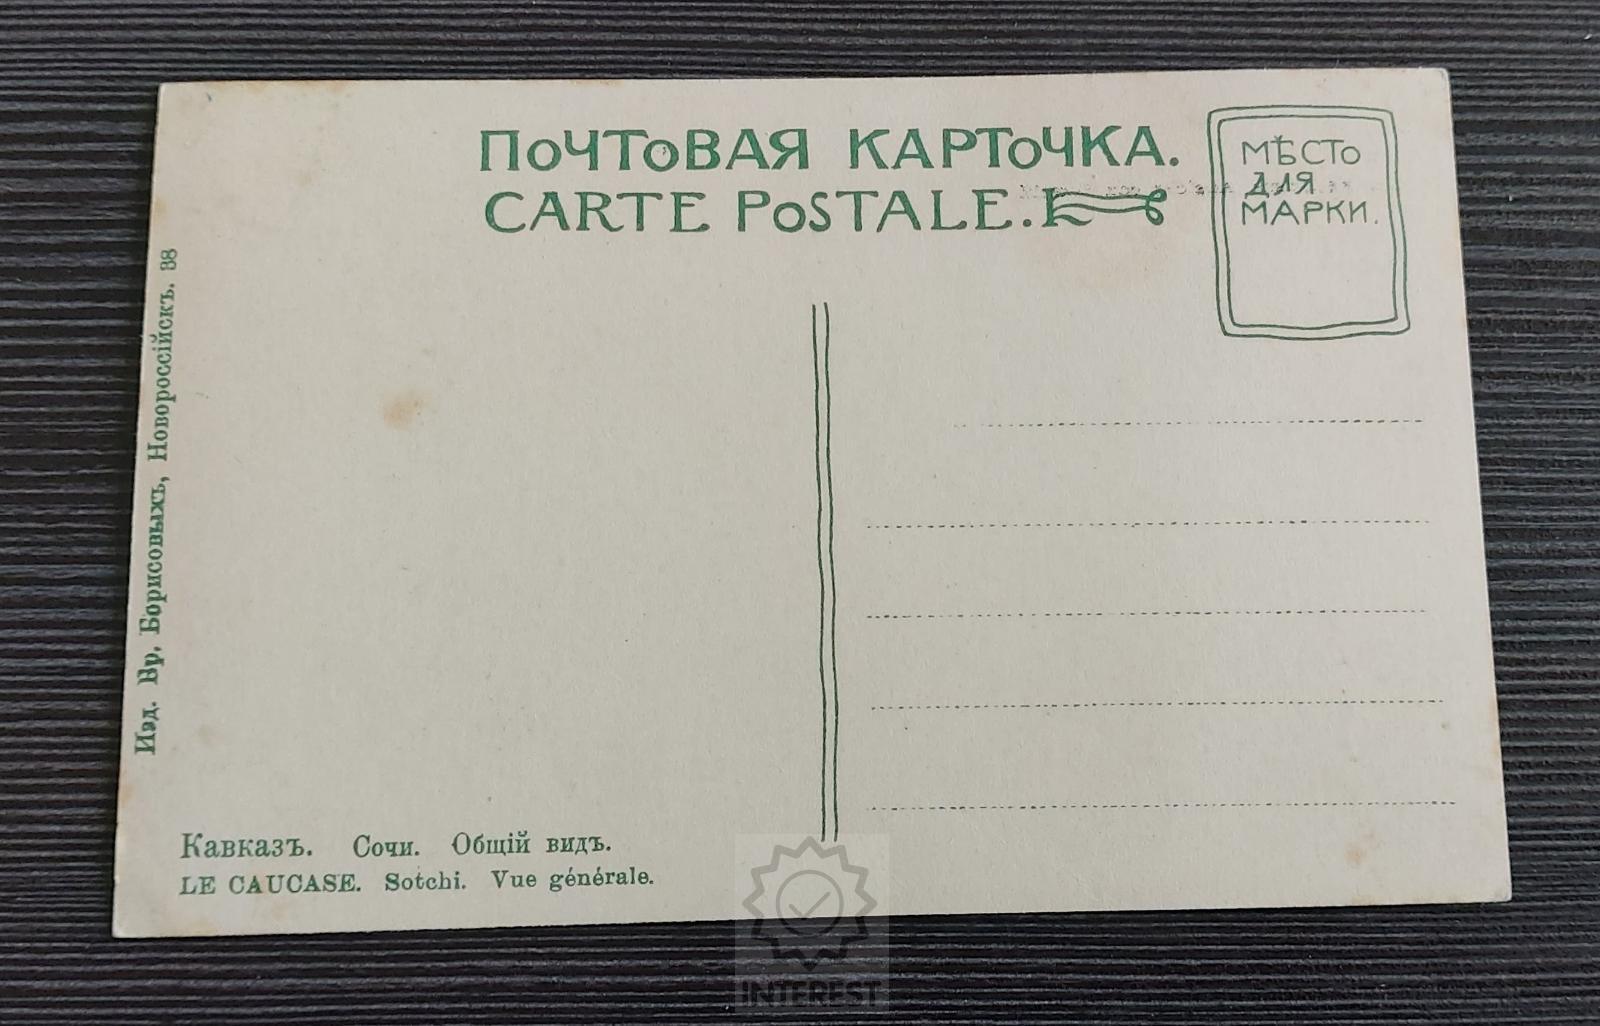 ПОЧТОВАЯ КАРТОЧКА.
CARTE POSTALE.
МѢСТО
ДЛЯ
МАРКИ.
Изд. Бр. Борисовыхъ, Новороссійскъ. 38
Кавказъ. Сочи. Общій видъ.
LE CAUCASE. Sotchi. Vue générale.
INTEREST